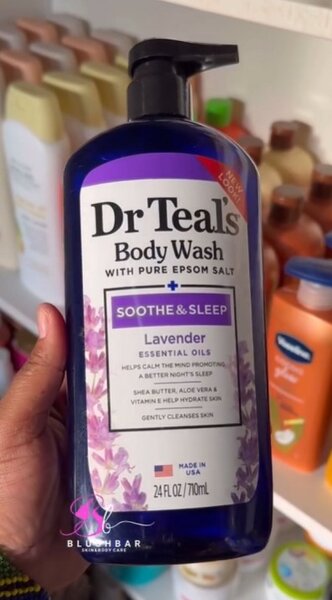 NEW
LOOK!
Dr Teal's
Body Wash
WITH PURE EPSOM SALT
SOOTHE & SLEEP
Lavender
ESSENTIAL OILS
HELPS CALM THE MIND PROMOTING
A BETTER NIGHT'S SLEEP
SHEA BUTTER, ALOE VERA &
VITAMIN E HELP HYDRATE SKIN
GENTLY CLEANSES SKIN
MADE IN
USA
24 FL OZ / 710mL
Vaseline
BLUSHBAR
SKIN&BODY CARE